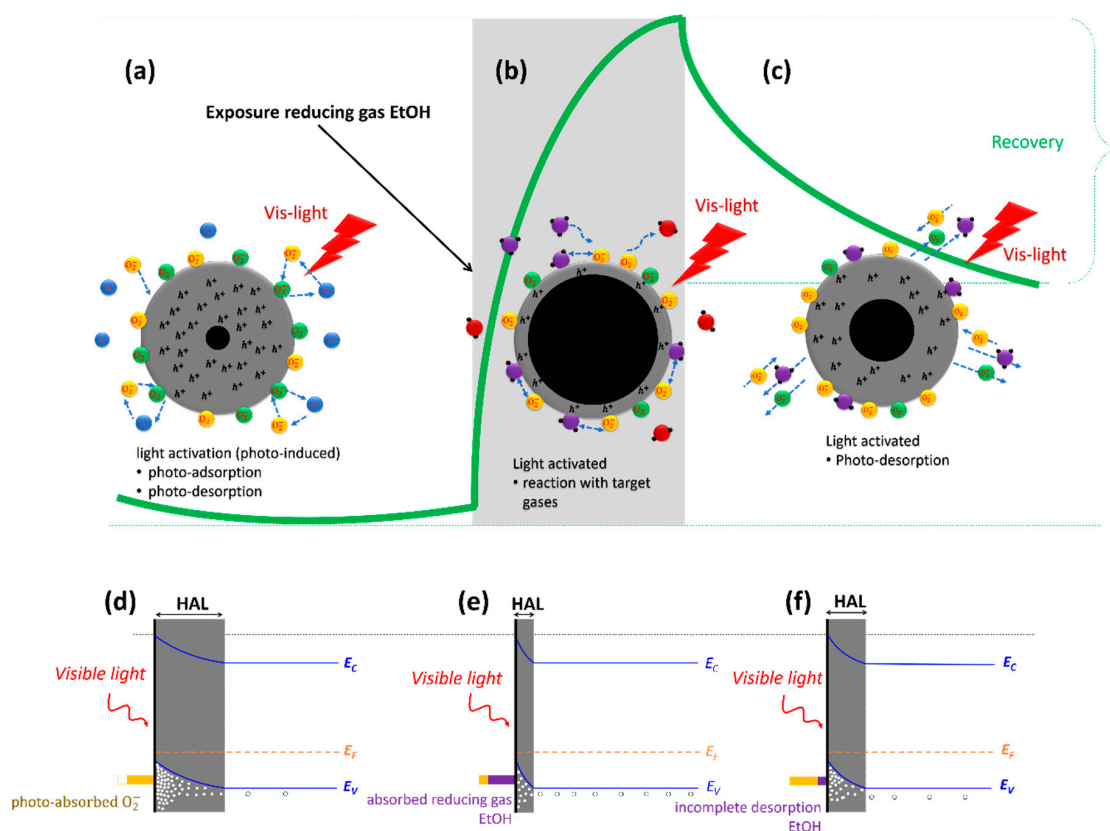 (a)
(b)
(c)
Exposure reducing gas EtOH
Recovery
Vis-light
Vis-light
Vis-light
h⁺
O₂⁻
light activation (photo-induced)
• photo-adsorption
• photo-desorption
Light activated
• reaction with target
gases
Light activated
• Photo-desorption
(d)
HAL
(e)
HAL
(f)
HAL
E_C
E_C
E_C
Visible light
Visible light
Visible light
E_F
E_F
E_F
E_V
E_V
E_V
photo-absorbed O₂⁻
absorbed reducing gas
EtOH
incomplete desorption
EtOH